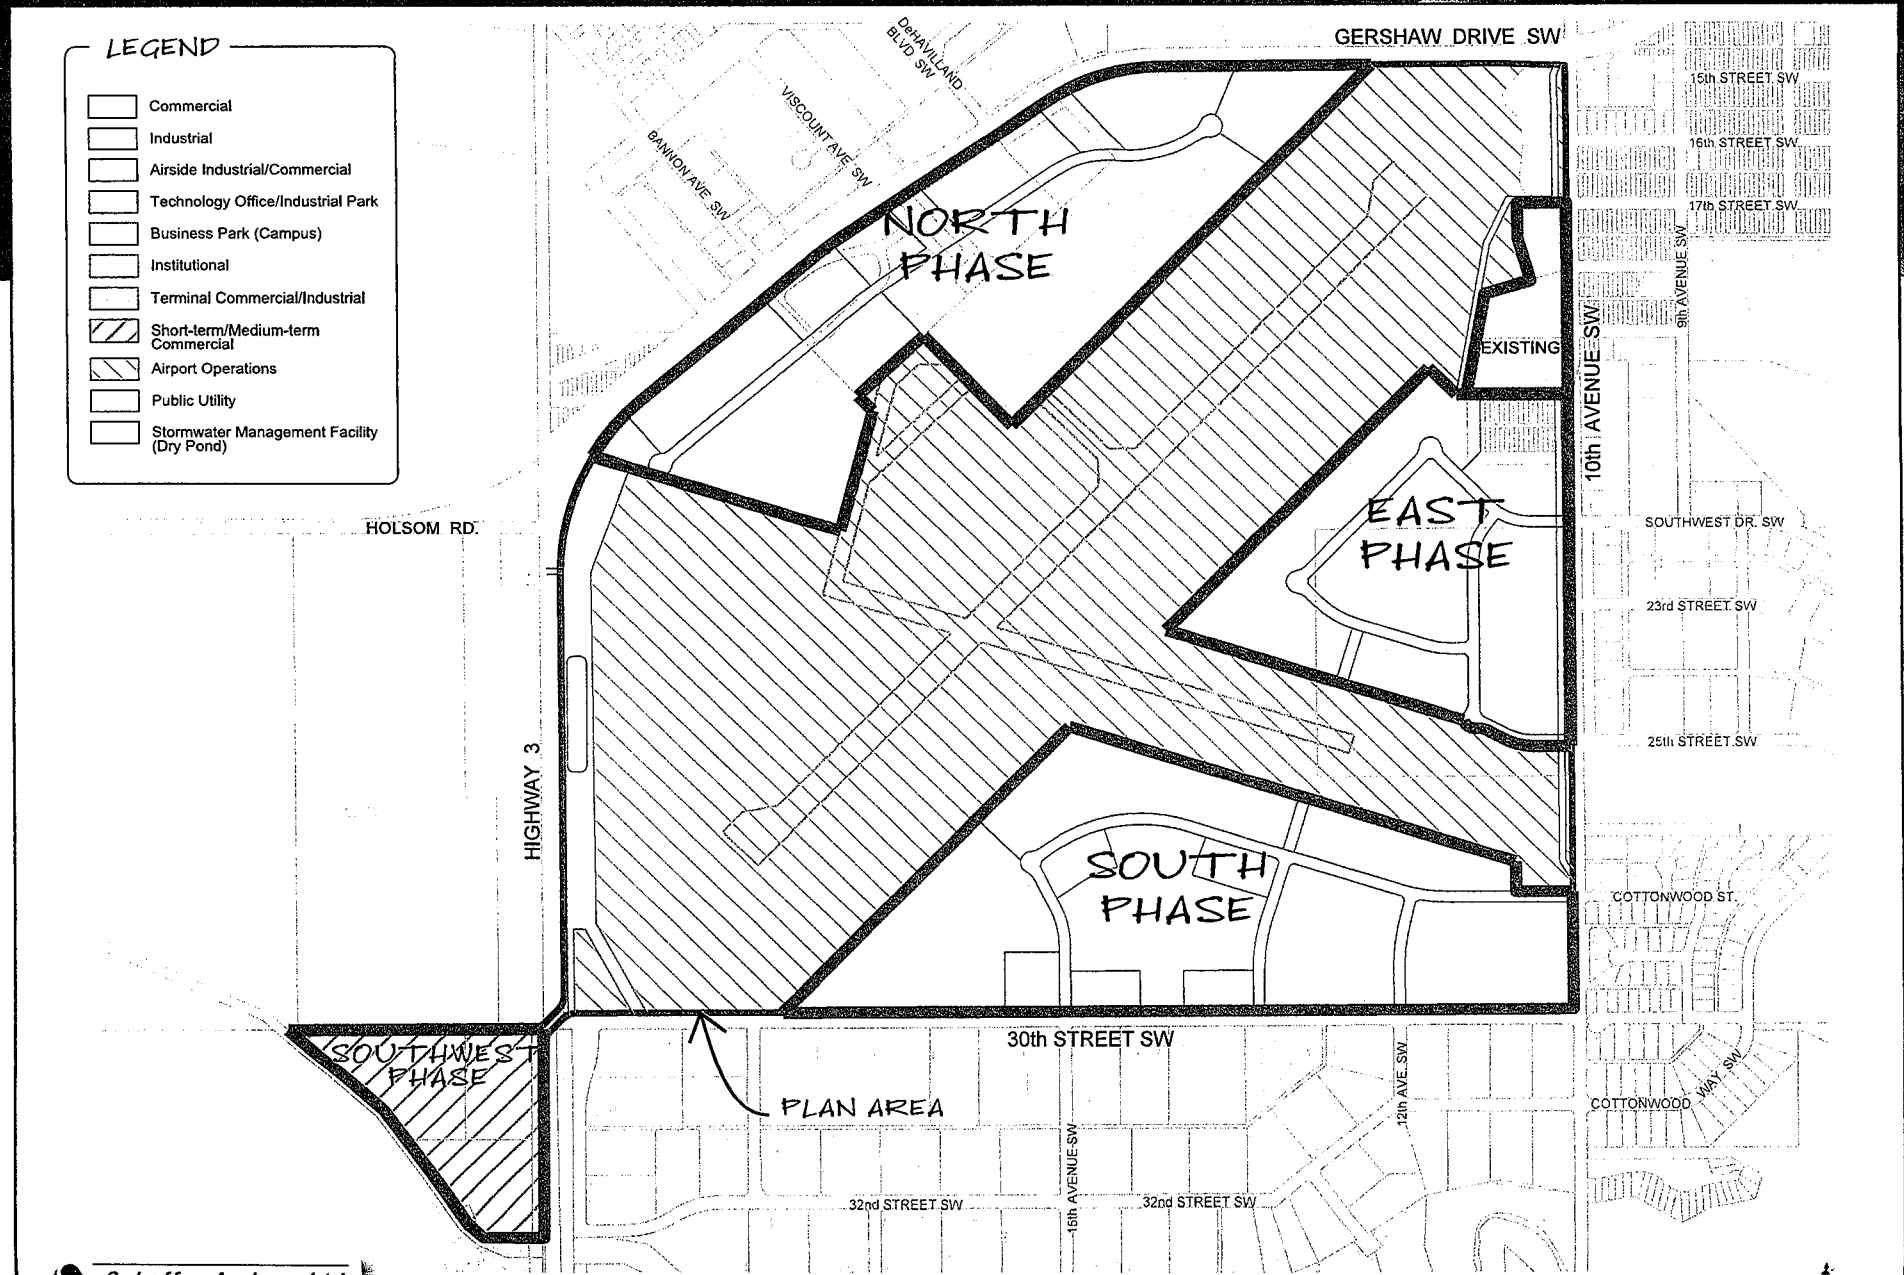 LEGEND
Commercial
Industrial
Airside Industrial/Commercial
Technology Office/Industrial Park
Business Park (Campus)
Institutional
Terminal Commercial/Industrial
Short-term/Medium-term
Commercial
Airport Operations
Public Utility
Stormwater Management Facility
(Dry Pond)
DeHAVILLAND
BLVD SW
VISCOUNT AVE SW
BANNON AVE SW
GERSHAW DRIVE SW
15th STREET SW
16th STREET SW
17th STREET SW
9th AVENUE SW
10th AVENUE SW
NORTH
PHASE
EXISTING
HOLSOM RD.
EAST
PHASE
SOUTHWEST DR. SW
23rd STREET SW
25th STREET SW
HIGHWAY 3
SOUTH
PHASE
COTTONWOOD ST.
30th STREET SW
SOUTHWEST
PHASE
PLAN AREA
12th AVE. SW
COTTONWOOD WAY SW
15th AVENUE SW
32nd STREET SW
32nd STREET SW